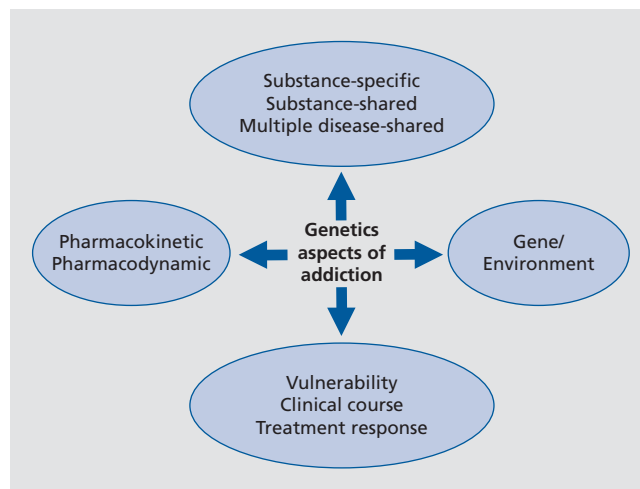 Substance-specific
Substance-shared
Multiple disease-shared
Pharmacokinetic
Pharmacodynamic
Genetics
aspects of
addiction
Gene/
Environment
Vulnerability
Clinical course
Treatment response